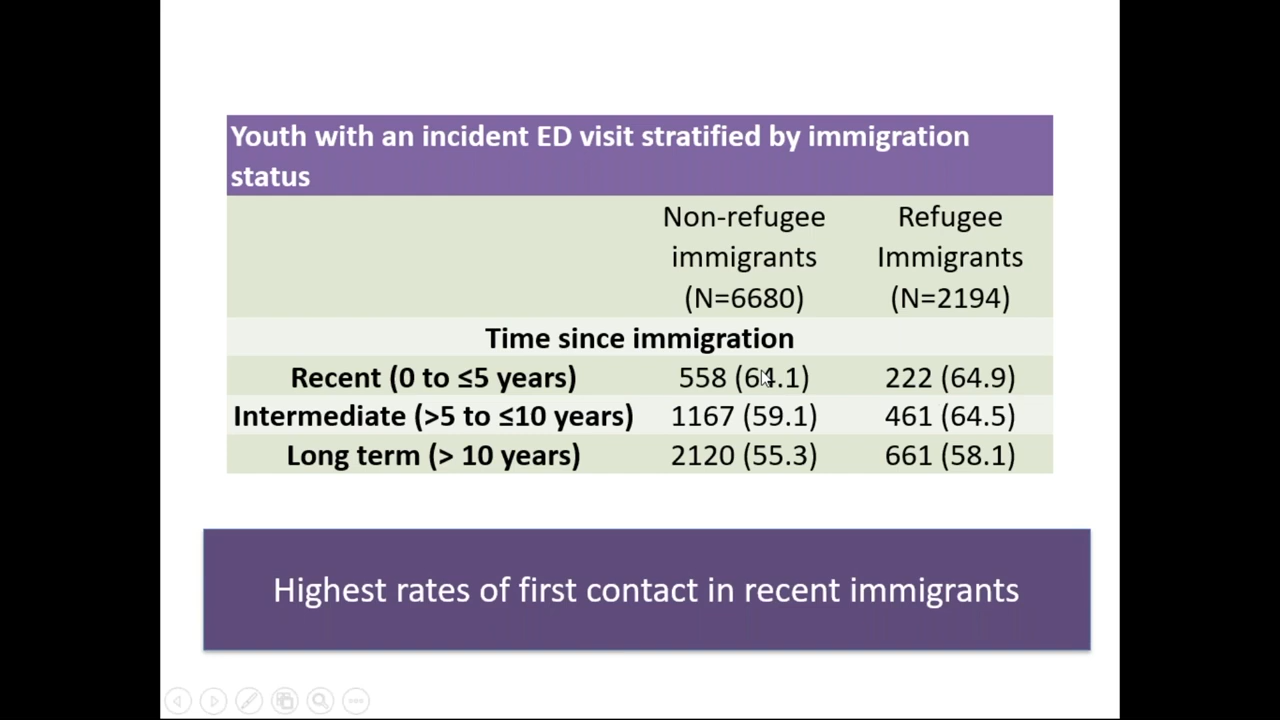 Youth with an incident ED visit stratified by immigration
status
Non-refugee Refugee
immigrants Immigrants
(N=6680) (N=2194)
Time since immigration
Recent (0 to ≤5 years) 558 (64.1) 222 (64.9)
Intermediate (>5 to ≤10 years) 1167 (59.1) 461 (64.5)
Long term (> 10 years) 2120 (55.3) 661 (58.1)
Highest rates of first contact in recent immigrants